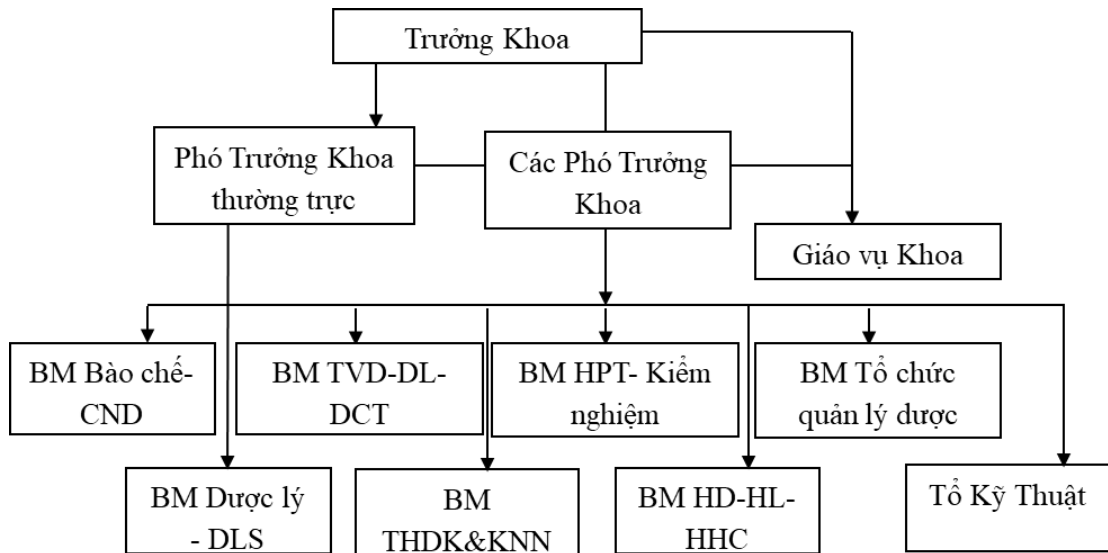 Trưởng Khoa
Phó Trưởng Khoa
thường trực
Các Phó Trưởng
Khoa
Giáo vụ Khoa
BM Bào chế-
CND
BM TVD-DL-
DCT
BM HPT- Kiểm
nghiệm
BM Tổ chức
quản lý dược
BM Dược lý
- DLS
BM
THDK&KNN
BM HD-HL-
HHC
Tổ Kỹ Thuật